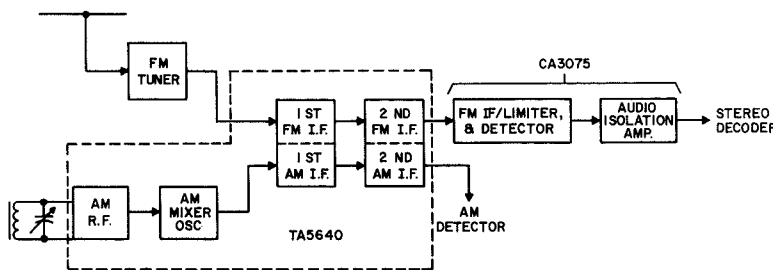 CA3075
FM
TUNER
1 ST
FM I.F.
2 ND
FM I.F.
FM IF/LIMITER,
& DETECTOR
AUDIO
ISOLATION
AMP.
STEREO
DECODER
AM
R.F.
AM
MIXER
OSC
1 ST
AM I.F.
2 ND
AM I.F.
AM
DETECTOR
TA5640